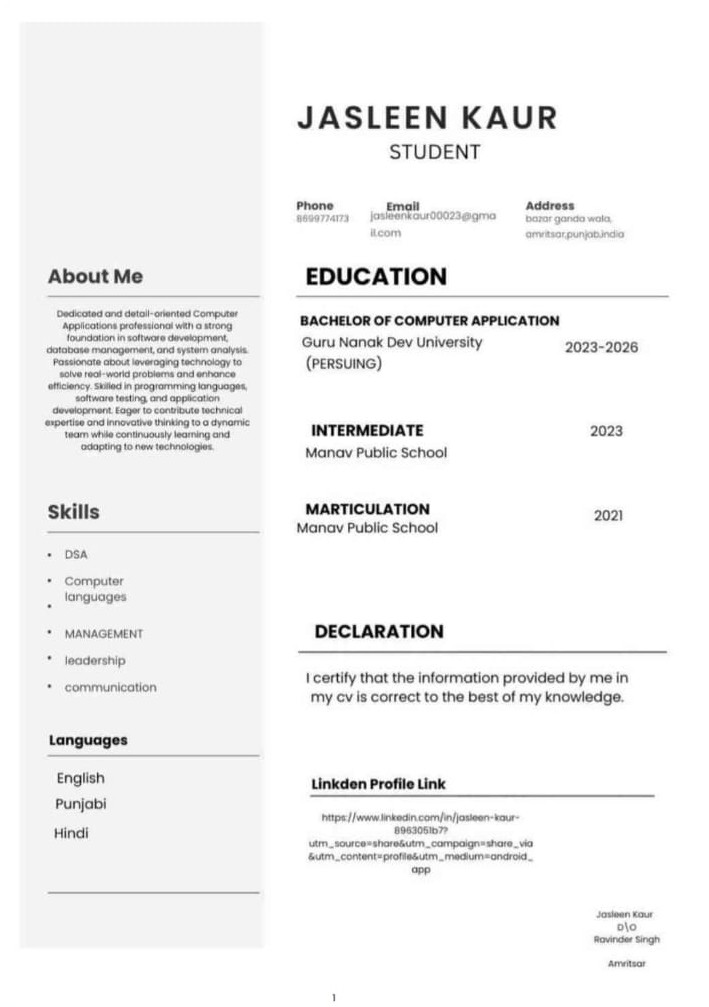 JASLEEN KAUR
STUDENT
Phone
8699774173
Email
jasleenkaur00023@gma
il.com
Address
bazar ganda wala,
amritsar,punjab,india
About Me
Dedicated and detail-oriented Computer
Applications professional with a strong
foundation in software development,
database management, and system analysis.
Passionate about leveraging technology to
solve real-world problems and enhance
efficiency. Skilled in programming languages,
software testing, and application
development. Eager to contribute technical
expertise and innovative thinking to a dynamic
team while continuously learning and
adapting to new technologies.
Skills
• DSA
• Computer
languages
•
• MANAGEMENT
• leadership
• communication
Languages
English
Punjabi
Hindi
EDUCATION
BACHELOR OF COMPUTER APPLICATION
Guru Nanak Dev University
(PERSUING)
2023-2026
INTERMEDIATE
Manav Public School
2023
MARTICULATION
Manav Public School
2021
DECLARATION
I certify that the information provided by me in
my cv is correct to the best of my knowledge.
Linkden Profile Link
https://www.linkedin.com/in/jasleen-kaur-
8963051b7?
utm_source=share&utm_campaign=share_via
&utm_content=profile&utm_medium=android_
app
Jasleen Kaur
D\O
Ravinder Singh
Amritsar
1